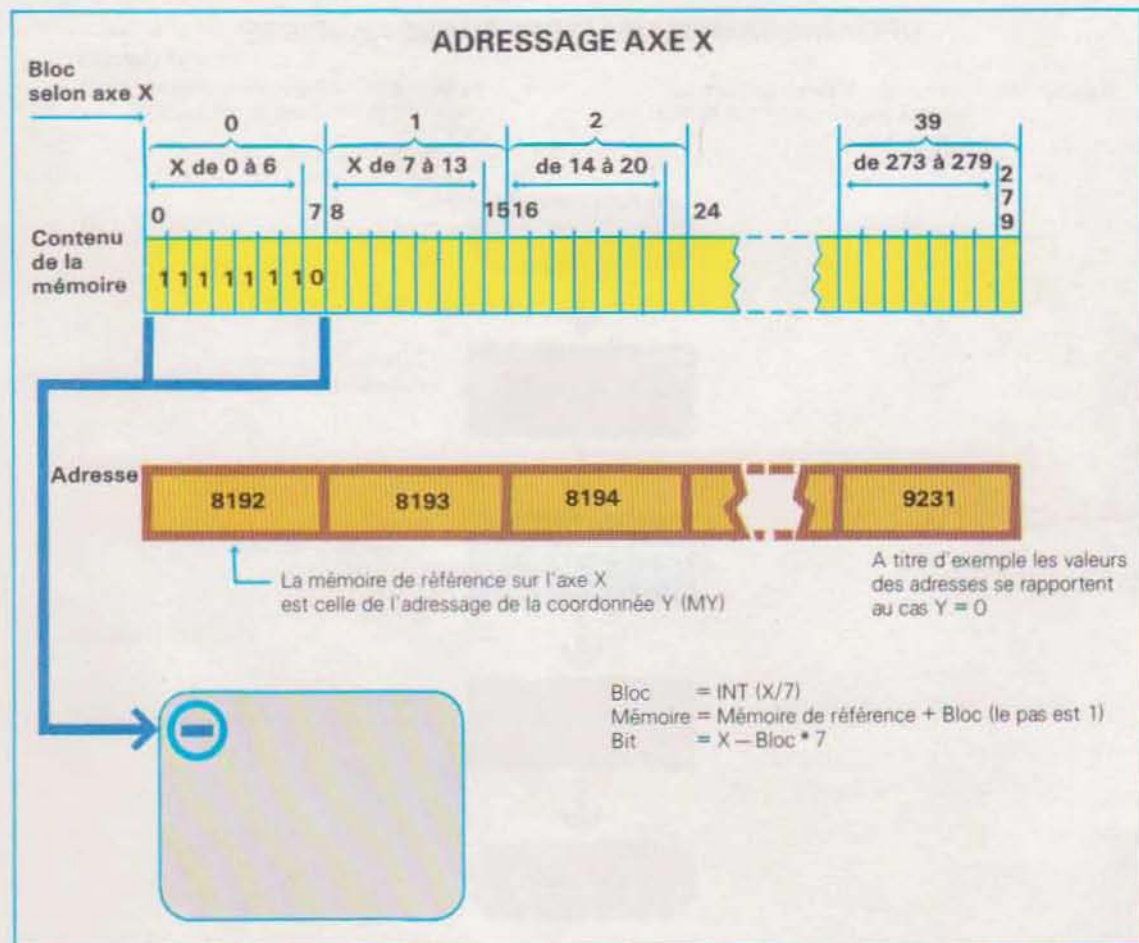 ADRESSAGE AXE X
Bloc
selon axe X
0 1 2 39
X de 0 à 6 X de 7 à 13 de 14 à 20 de 273 à 279
0 7 8 15 16 24 279
Contenu
de la
mémoire
1 1 1 1 1 1 1 0
Adresse
8192 8193 8194 9231
La mémoire de référence sur l'axe X
est celle de l'adressage de la coordonnée Y (MY)
A titre d'exemple les valeurs
des adresses se rapportent
au cas Y = 0
Bloc = INT (X/7)
Mémoire = Mémoire de référence + Bloc (le pas est 1)
Bit = X — Bloc * 7